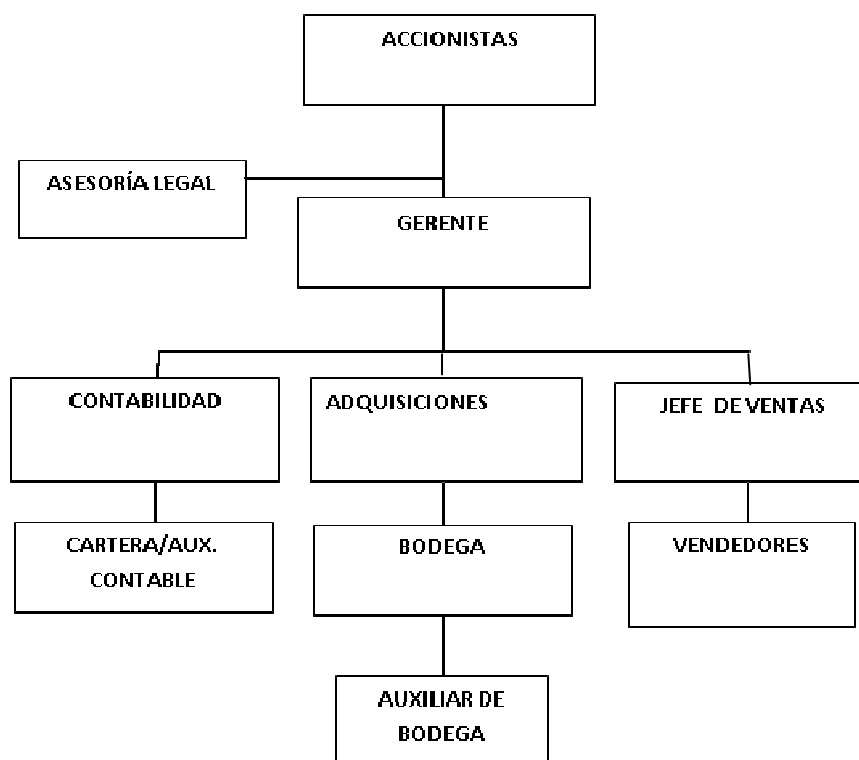 ACCIONISTAS
ASESORÍA LEGAL
GERENTE
CONTABILIDAD
ADQUISICIONES
JEFE DE VENTAS
CARTERA/AUX.
CONTABLE
BODEGA
VENDEDORES
AUXILIAR DE
BODEGA